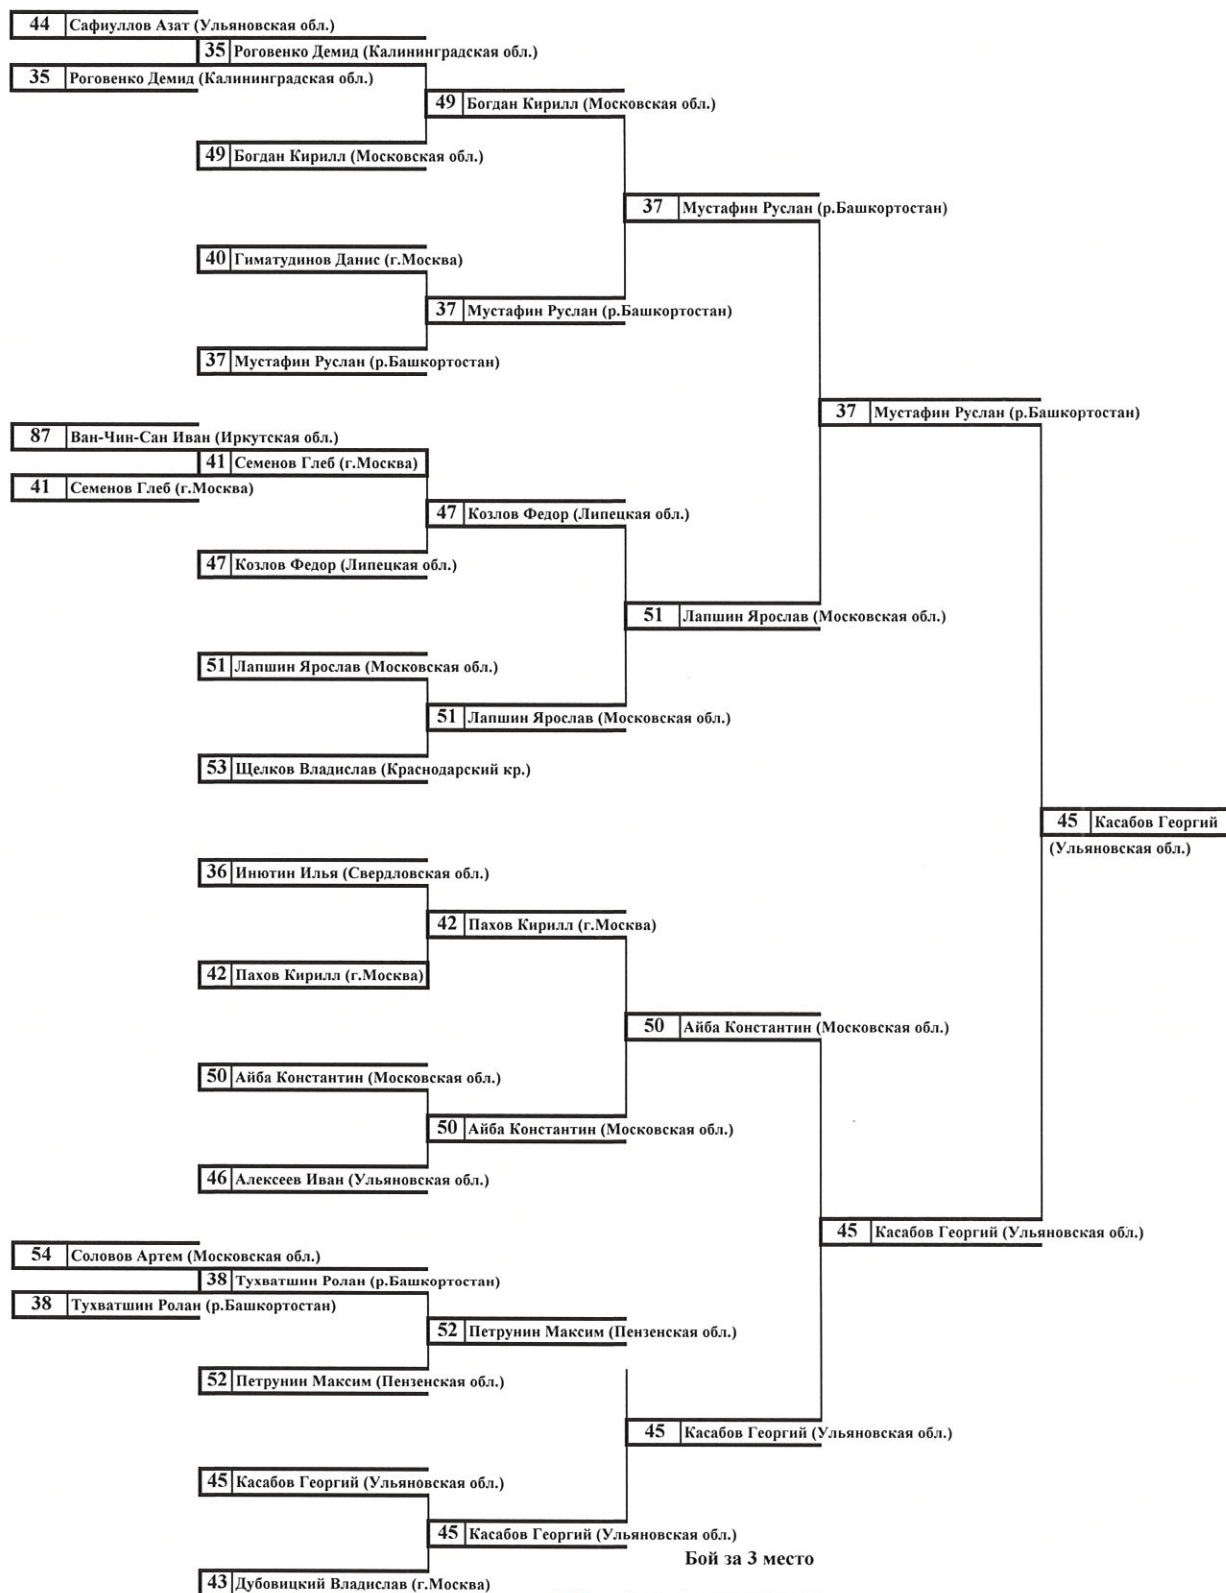 44 Сафиуллов Азат (Ульяновская обл.)
35 Роговенко Демид (Калининградская обл.)
35 Роговенко Демид (Калининградская обл.)
49 Богдан Кирилл (Московская обл.)
49 Богдан Кирилл (Московская обл.)
37 Мустафин Руслан (р.Башкортостан)
40 Гиматудинов Данис (г.Москва)
37 Мустафин Руслан (р.Башкортостан)
37 Мустафин Руслан (р.Башкортостан)
37 Мустафин Руслан (р.Башкортостан)
87 Ван-Чин-Сан Иван (Иркутская обл.)
41 Семенов Глеб (г.Москва)
41 Семенов Глеб (г.Москва)
47 Козлов Федор (Липецкая обл.)
47 Козлов Федор (Липецкая обл.)
51 Лапшин Ярослав (Московская обл.)
51 Лапшин Ярослав (Московская обл.)
51 Лапшин Ярослав (Московская обл.)
53 Щелков Владислав (Краснодарский кр.)
45 Касабов Георгий
(Ульяновская обл.)
36 Инютин Илья (Свердловская обл.)
42 Пахов Кирилл (г.Москва)
42 Пахов Кирилл (г.Москва)
50 Айба Константин (Московская обл.)
50 Айба Константин (Московская обл.)
50 Айба Константин (Московская обл.)
46 Алексеев Иван (Ульяновская обл.)
45 Касабов Георгий (Ульяновская обл.)
54 Соловов Артем (Московская обл.)
38 Тухватшин Ролан (р.Башкортостан)
38 Тухватшин Ролан (р.Башкортостан)
52 Петрунин Максим (Пензенская обл.)
52 Петрунин Максим (Пензенская обл.)
45 Касабов Георгий (Ульяновская обл.)
45 Касабов Георгий (Ульяновская обл.)
45 Касабов Георгий (Ульяновская обл.)
Бой за 3 место
43 Дубовицкий Владислав (г.Москва)